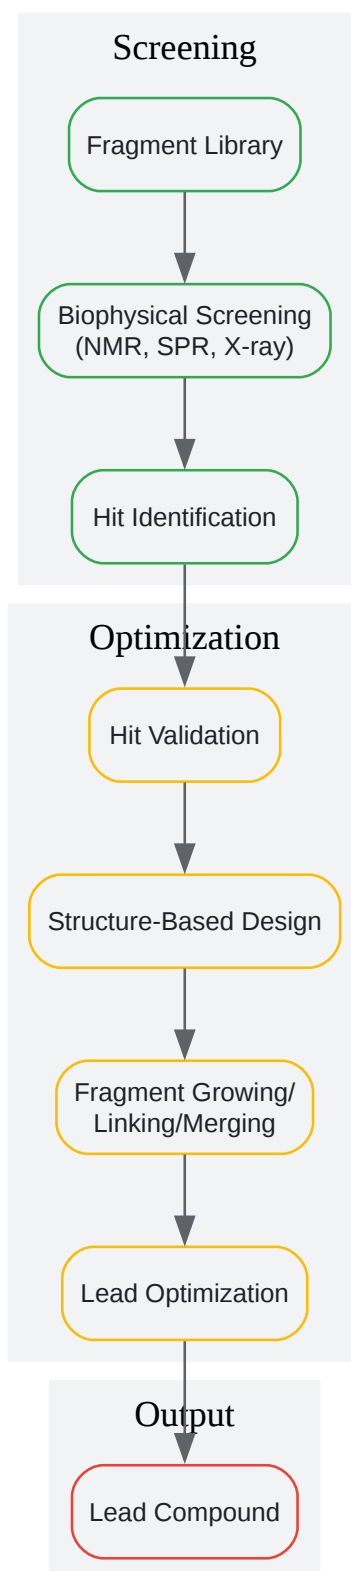 Screening
Fragment Library
Biophysical Screening
(NMR, SPR, X-ray)
Hit Identification
Optimization
Hit Validation
Structure-Based Design
Fragment Growing/
Linking/Merging
Lead Optimization
Output
Lead Compound